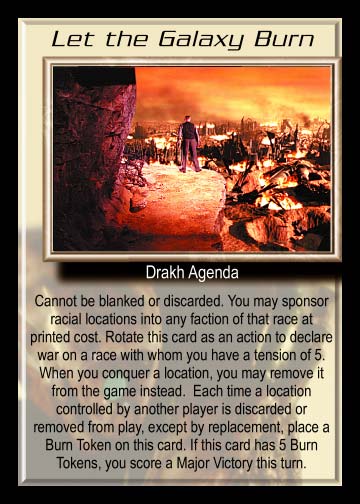 Let the Galaxy Burn
Drakh Agenda
Cannot be blanked or discarded. You may sponsor
racial locations into any faction of that race at
printed cost. Rotate this card as an action to declare
war on a race with whom you have a tension of 5.
When you conquer a location, you may remove it
from the game instead.  Each time a location
controlled by another player is discarded or
removed from play, except by replacement, place a
Burn Token on this card. If this card has 5 Burn
Tokens, you score a Major Victory this turn.